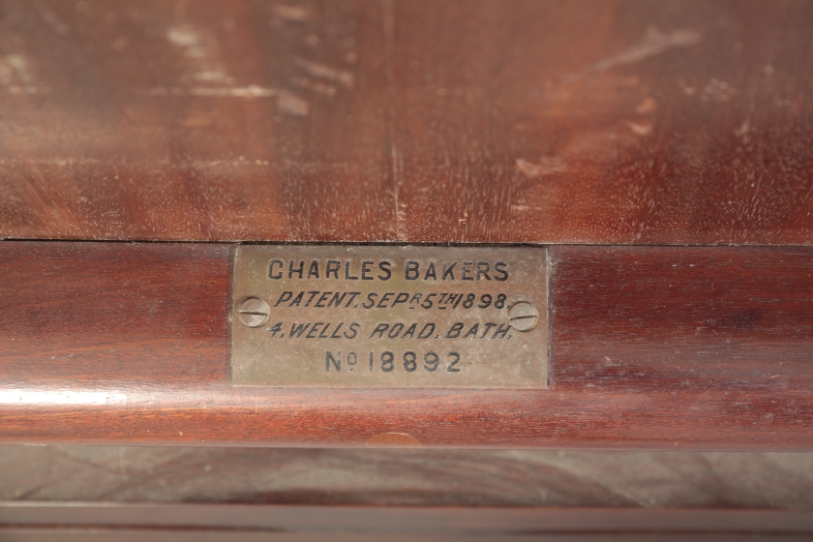 CHARLES BAKERS
PATENT. SEPR 5TH 1898.
4. WELLS ROAD. BATH.
No 18892